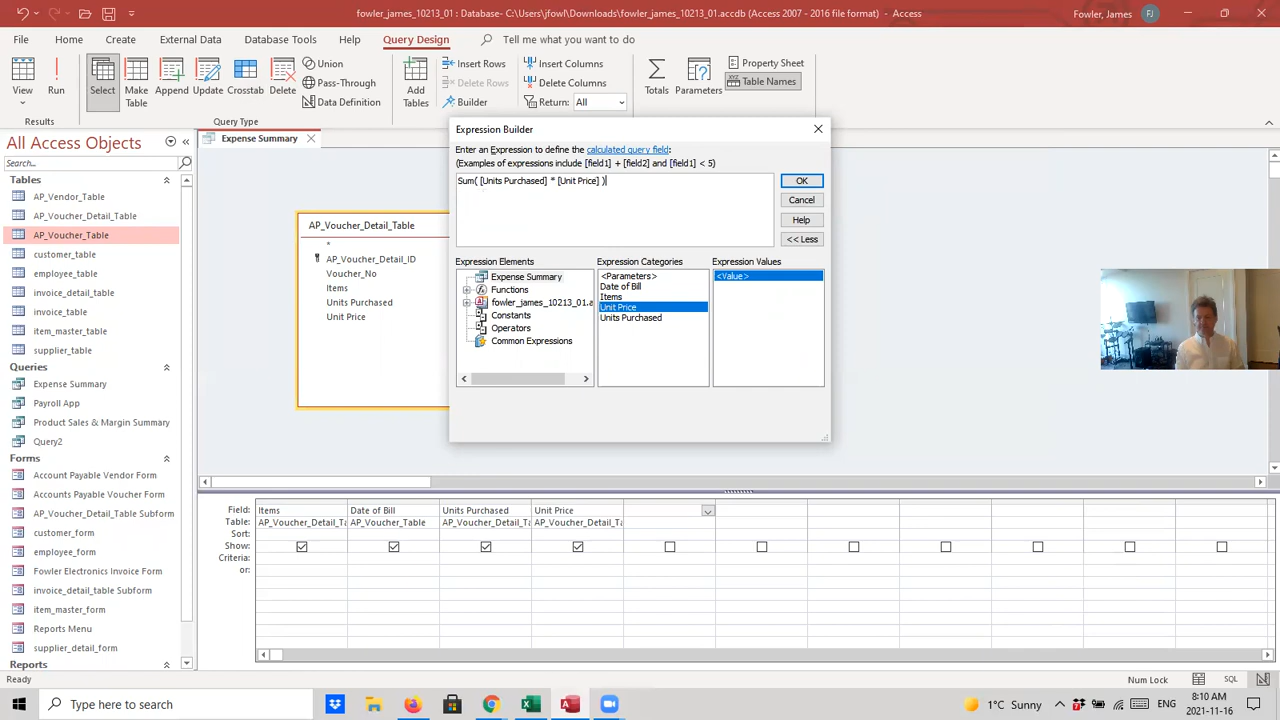 fowler_james_10213_01 : Database- C:\Users\jfowl\Downloads\fowler_james_10213_01.accdb (Access 2007 - 2016 file format) - Access
Fowler, James
FJ
File
Home
Create
External Data
Database Tools
Help
Query Design
Tell me what you want to do
View
Run
Select
Make Table
Append
Update
Crosstab
Delete
Union
Pass-Through
Data Definition
Add Tables
Insert Rows
Delete Rows
Builder
Insert Columns
Delete Columns
Return:
All
Totals
Parameters
Property Sheet
Table Names
Results
Query Type
All Access Objects
Search...
Tables
AP_Vendor_Table
AP_Voucher_Detail_Table
AP_Voucher_Table
customer_table
employee_table
invoice_detail_table
invoice_table
item_master_table
supplier_table
Queries
Expense Summary
Payroll App
Product Sales & Margin Summary
Query2
Forms
Account Payable Vendor Form
Accounts Payable Voucher Form
AP_Voucher_Detail_Table Subform
customer_form
employee_form
Fowler Electronics Invoice Form
invoice_detail_table Subform
item_master_form
Reports Menu
supplier_detail_form
Reports
Expense Summary
AP_Voucher_Detail_Table
*
AP_Voucher_Detail_ID
Voucher_No
Items
Units Purchased
Unit Price
Expression Builder
Enter an Expression to define the calculated query field:
(Examples of expressions include [field1] + [field2] and [field1] < 5)
Sum( [Units Purchased] * [Unit Price] )
OK
Cancel
Help
<< Less
Expression Elements
Expense Summary
Functions
fowler_james_10213_01.a
Constants
Operators
Common Expressions
Expression Categories
<Parameters>
Date of Bill
Items
Unit Price
Units Purchased
Expression Values
<Value>
Field: Items Date of Bill Units Purchased Unit Price
Table: AP_Voucher_Detail_Ta AP_Voucher_Table AP_Voucher_Detail_Ta AP_Voucher_Detail_Ta
Sort:
Show:
Criteria:
or:
Ready
Num Lock
SQL
Type here to search
1°C Sunny
ENG
8:10 AM
2021-11-16